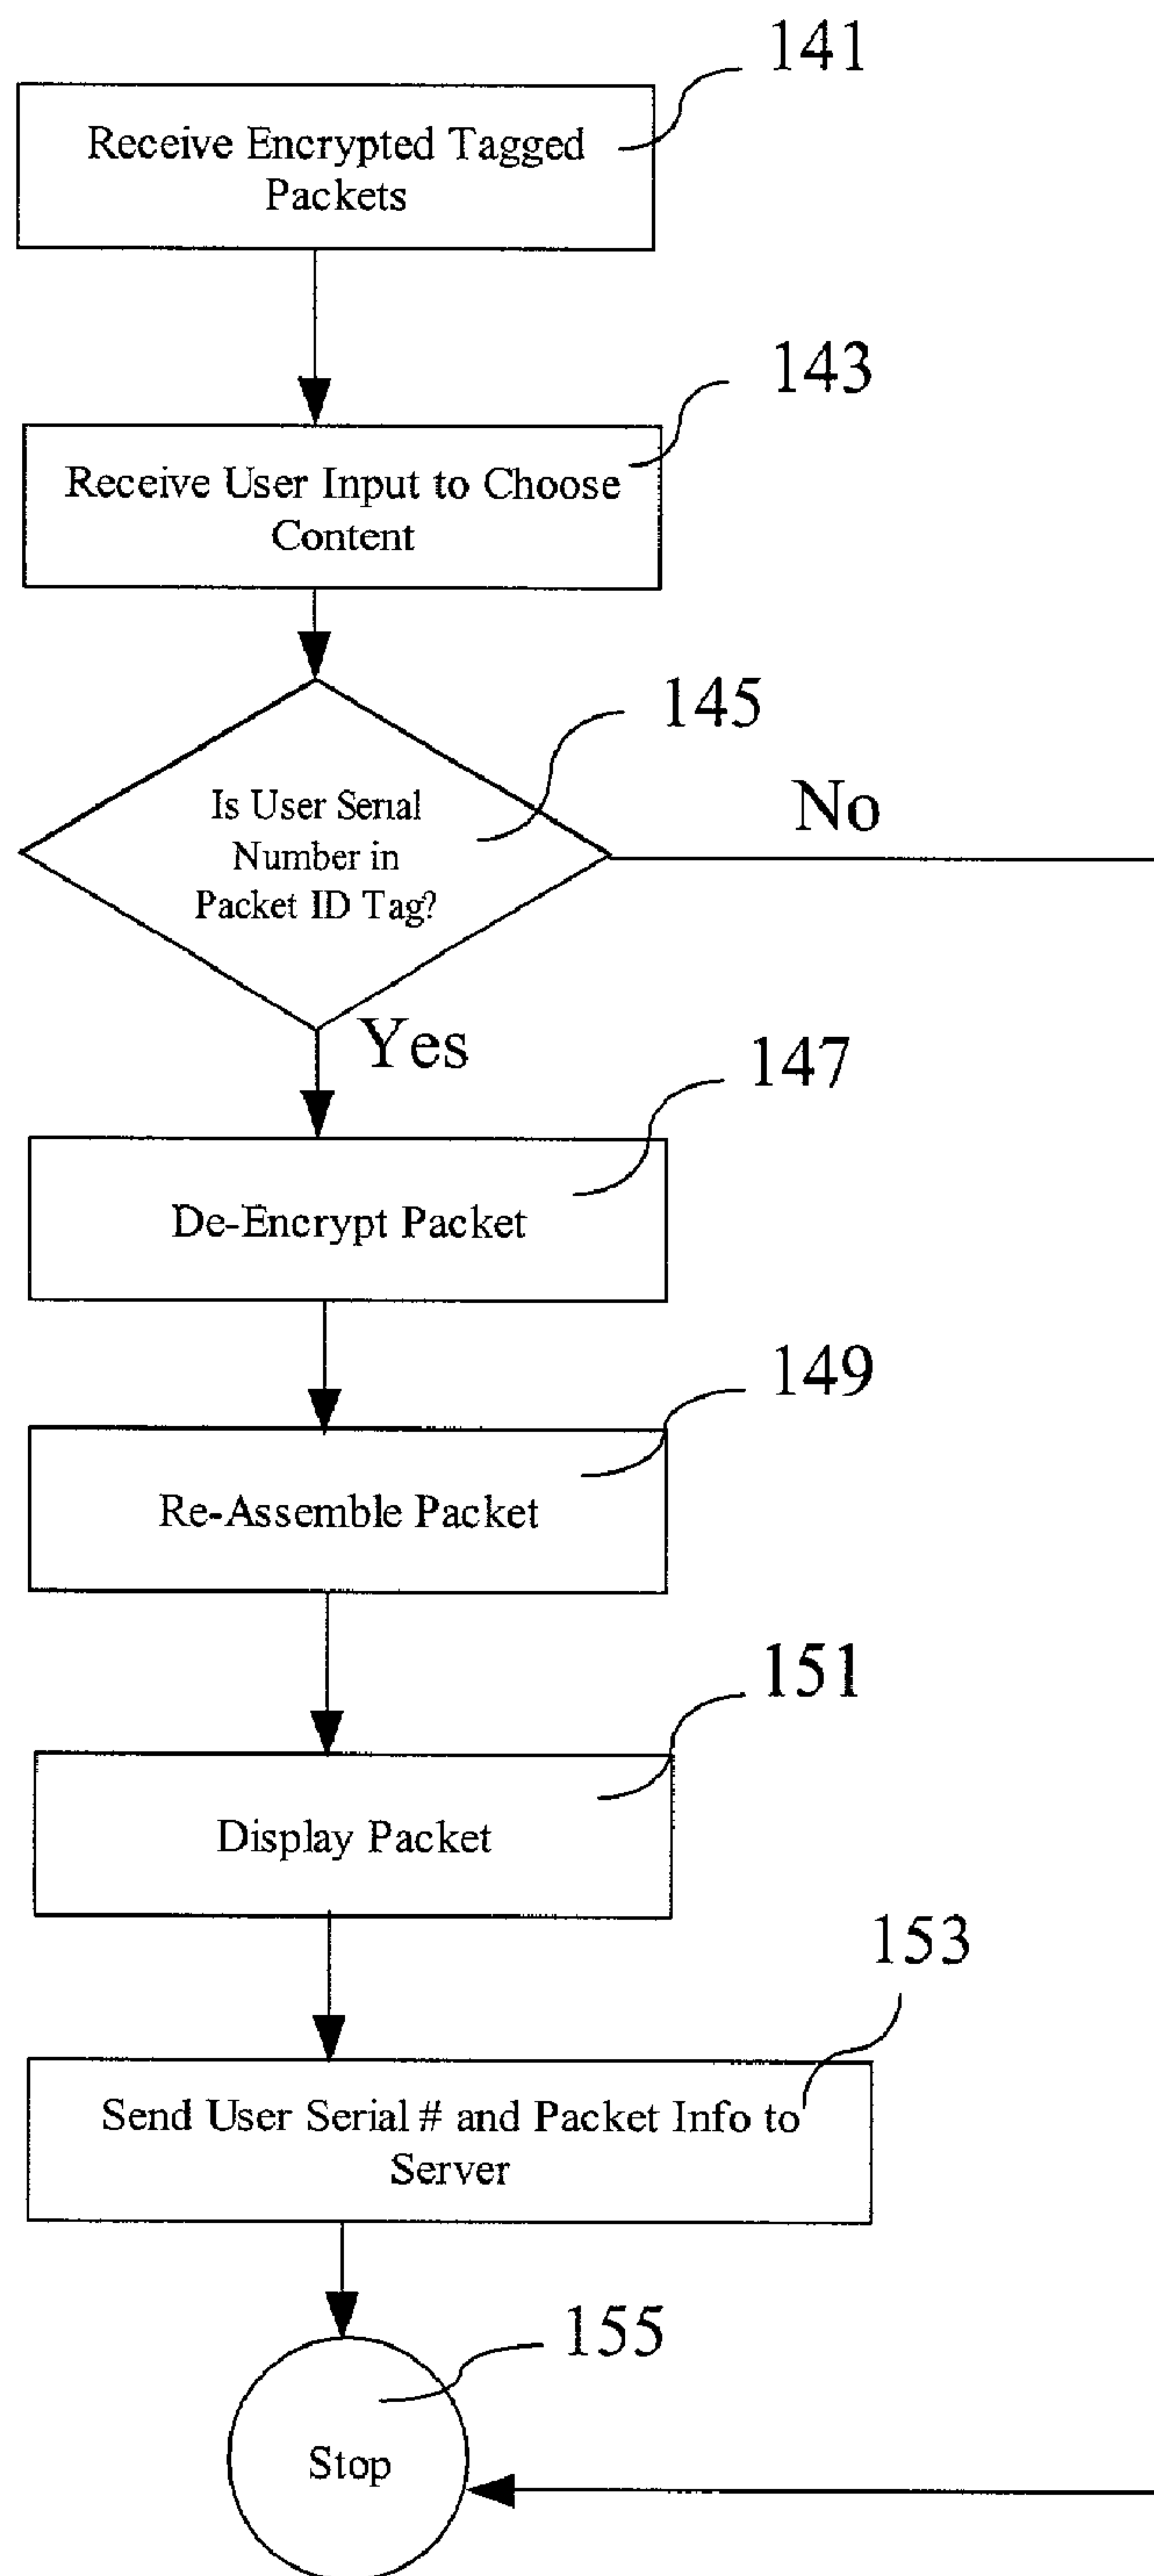 141
Receive Encrypted Tagged
Packets
143
Receive User Input to Choose
Content
145
Is User Serial
Number in
Packet ID Tag?
No
Yes
147
De-Encrypt Packet
149
Re-Assemble Packet
151
Display Packet
153
Send User Serial # and Packet Info to
Server
155
Stop